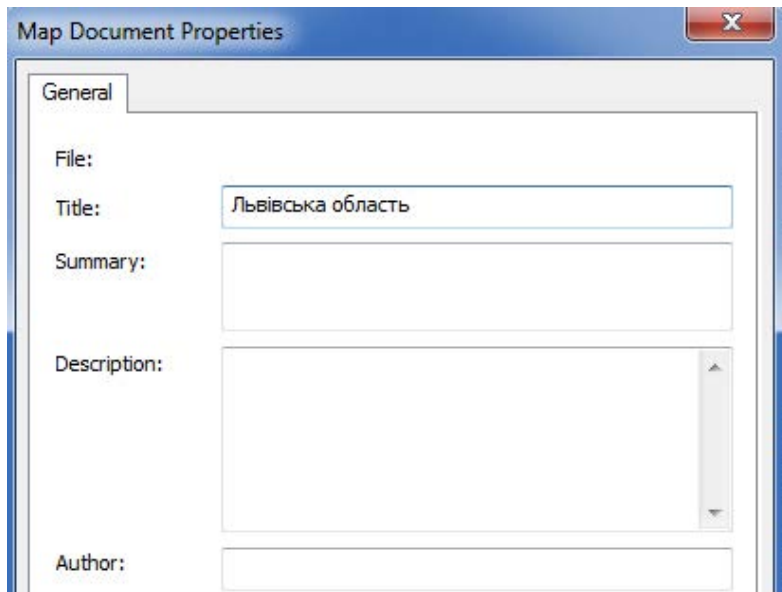 Map Document Properties
General
File:
Title: Львівська область
Summary:
Description:
Author: